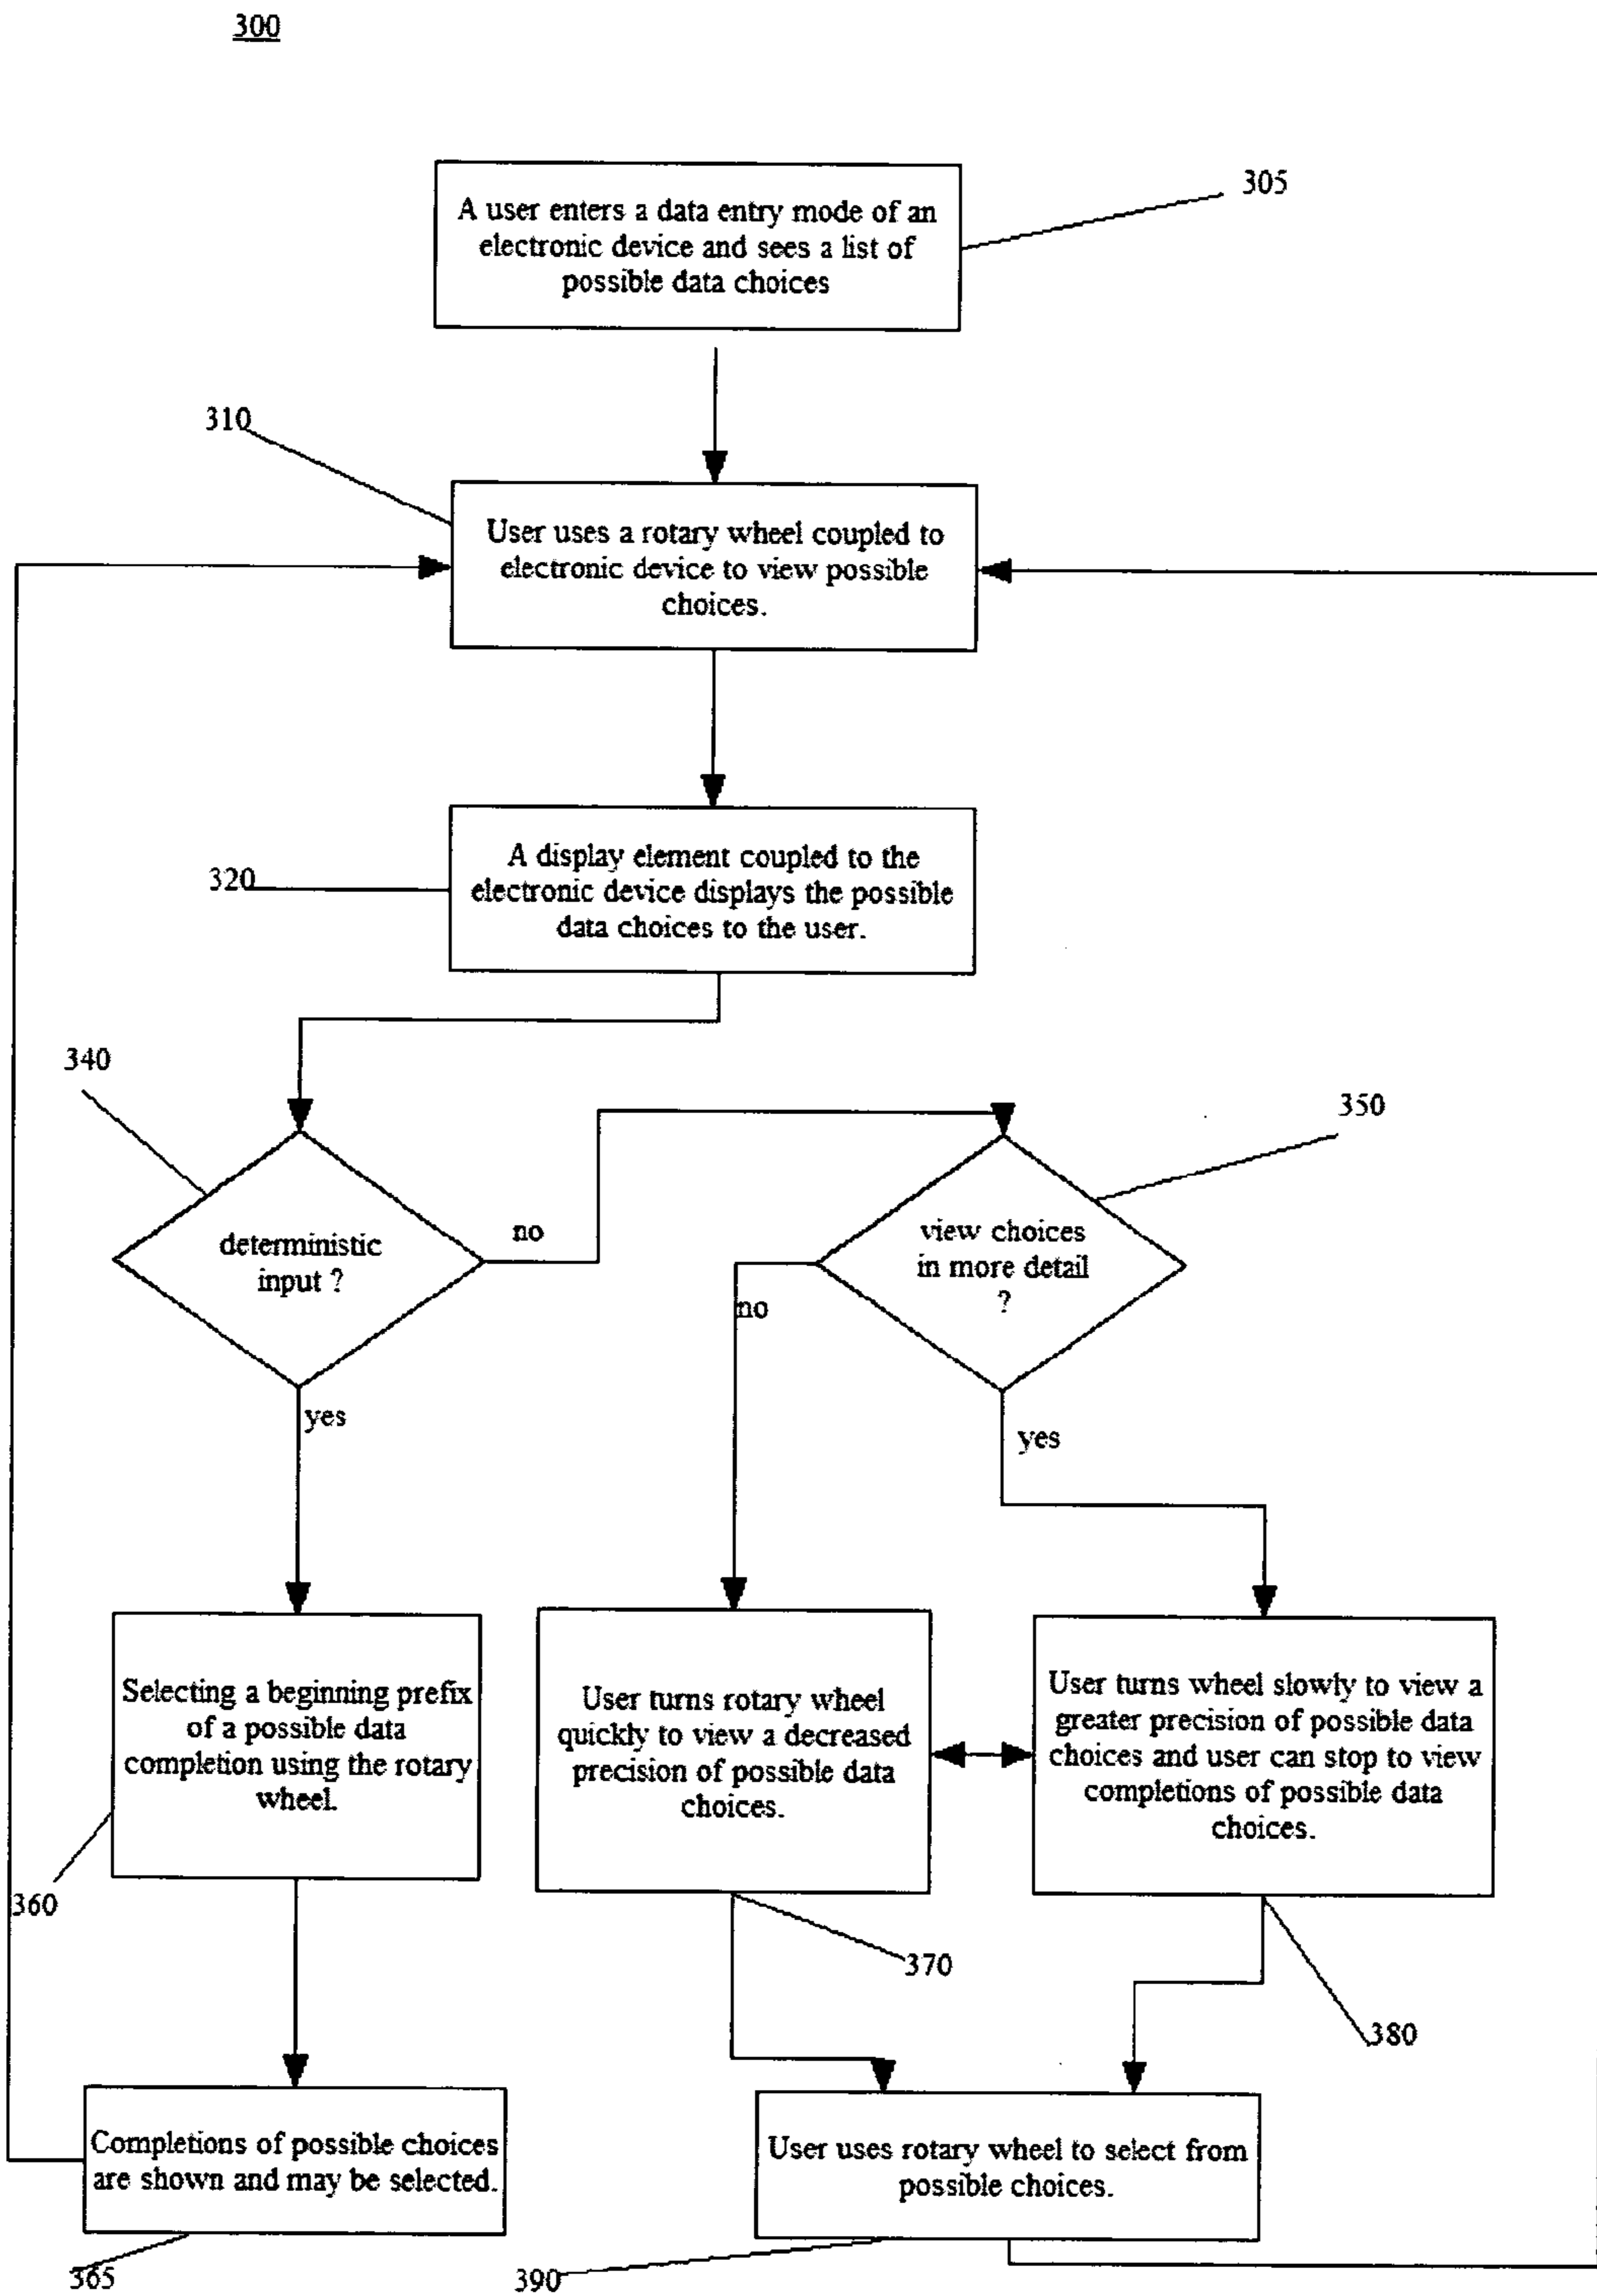 300
A user enters a data entry mode of an
electronic device and sees a list of
possible data choices
305
310
User uses a rotary wheel coupled to
electronic device to view possible
choices.
A display element coupled to the
electronic device displays the possible
data choices to the user.
320
340
350
deterministic
input ?
no
view choices
in more detail
?
no
yes
yes
Selecting a beginning prefix
of a possible data
completion using the rotary
wheel.
User turns rotary wheel
quickly to view a decreased
precision of possible data
choices.
User turns wheel slowly to view a
greater precision of possible data
choices and user can stop to view
completions of possible data
choices.
360
370
380
Completions of possible choices
are shown and may be selected.
User uses rotary wheel to select from
possible choices.
365
390